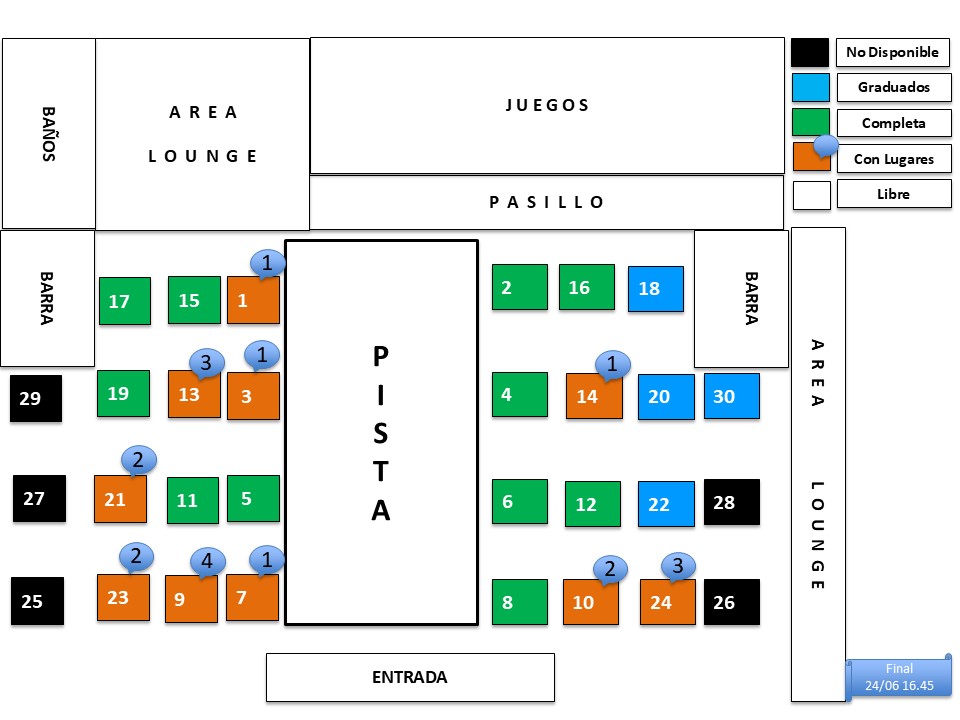 BAÑOS
AREA
LOUNGE
JUEGOS
PASILLO
No Disponible
Graduados
Completa
Con Lugares
Libre
BARRA
BARRA
1
17
15
1
2
16
18
3
1
1
29
19
13
3
4
14
20
30
2
27
21
11
5
6
12
22
28
2
4
1
2
3
25
23
9
7
8
10
24
26
PISTA
AREA LOUNGE
ENTRADA
Final
24/06 16.45